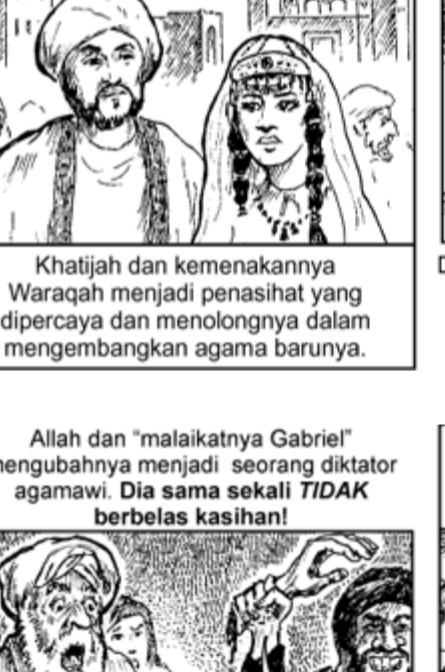 Khatijah dan kemenakannya
Waraqah menjadi penasihat yang
dipercaya dan menolongnya dalam
mengembangkan agama barunya.
Allah dan “malaikatnya Gabriel”
mengubahnya menjadi seorang diktator
agamawi. Dia sama sekali TIDAK
berbelas kasihan!